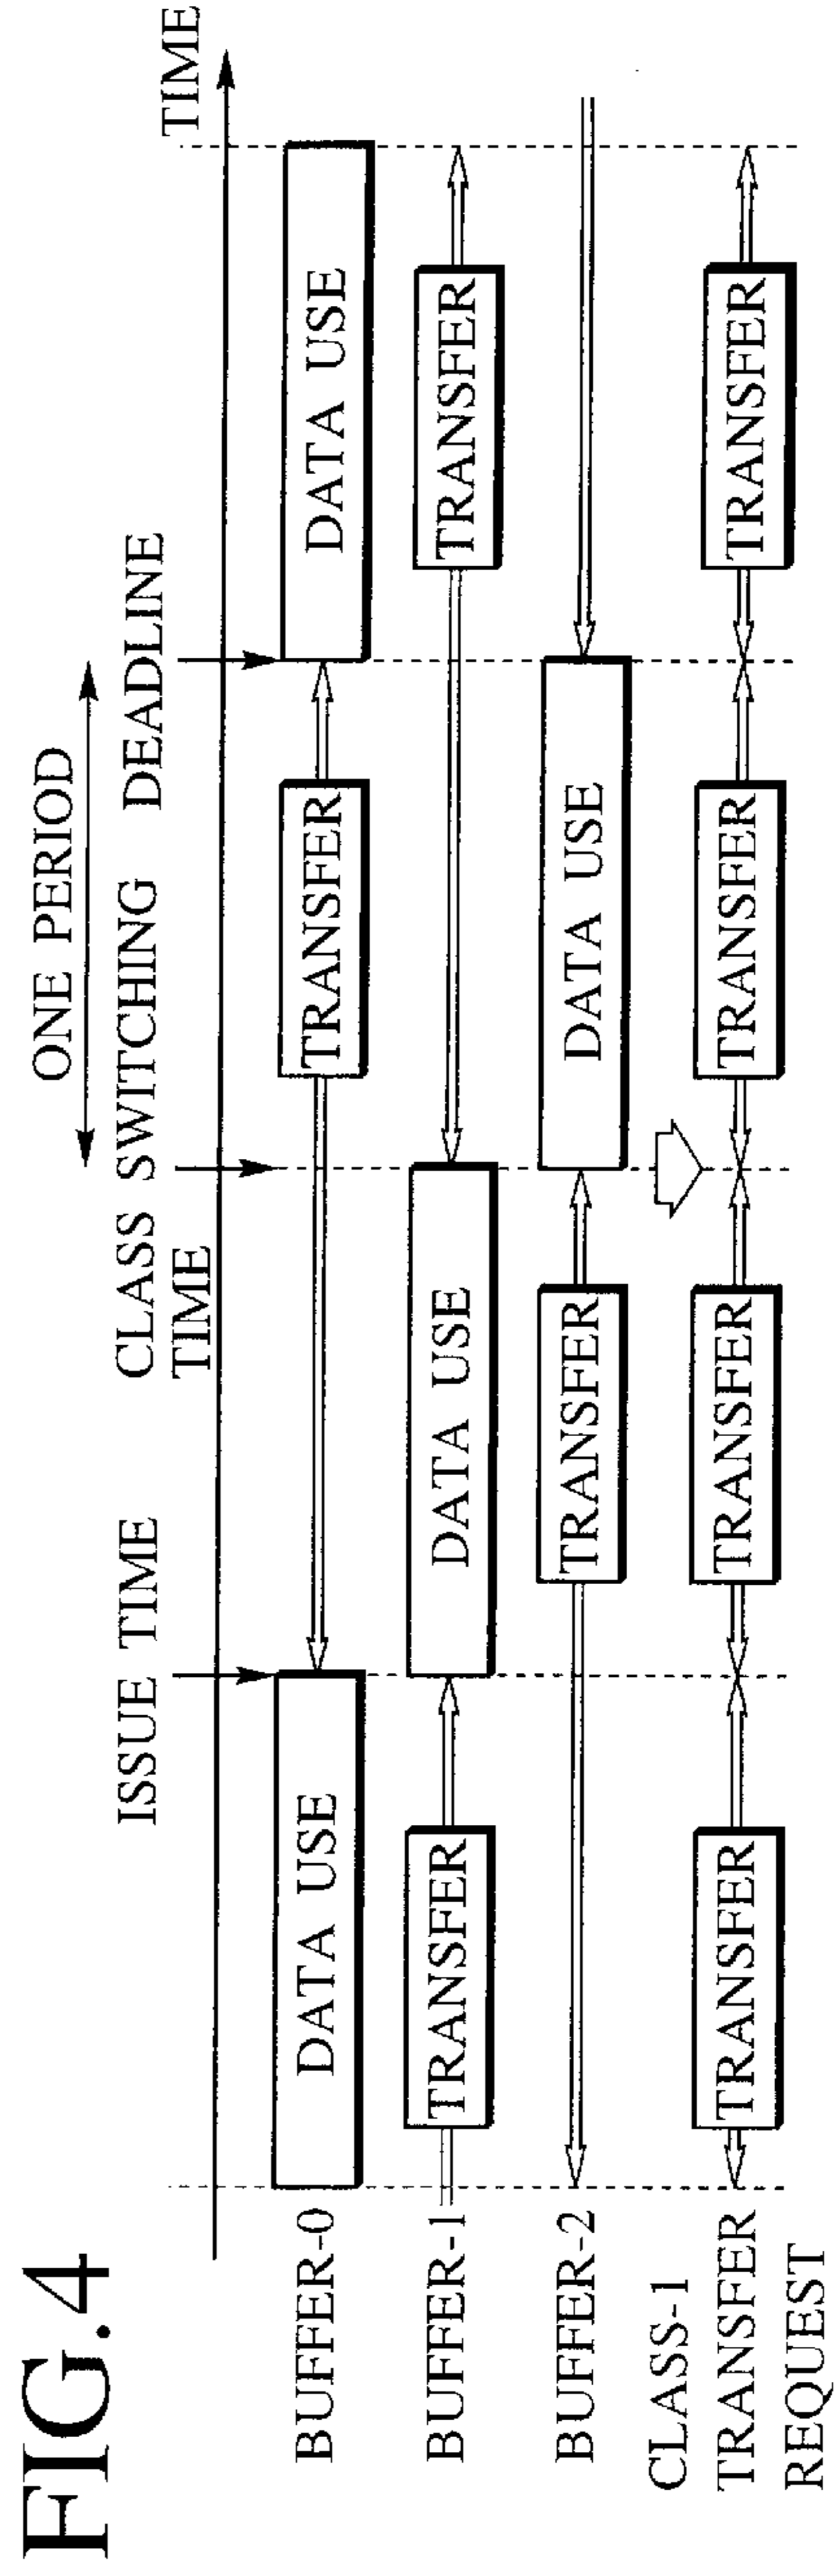 FIG.4
ONE PERIOD
ISSUE TIME
CLASS SWITCHING
TIME
DEADLINE
TIME
BUFFER-0
DATA USE
TRANSFER
DATA USE
BUFFER-1
TRANSFER
DATA USE
TRANSFER
BUFFER-2
TRANSFER
DATA USE
CLASS-1
TRANSFER
REQUEST
TRANSFER
TRANSFER
TRANSFER
TRANSFER